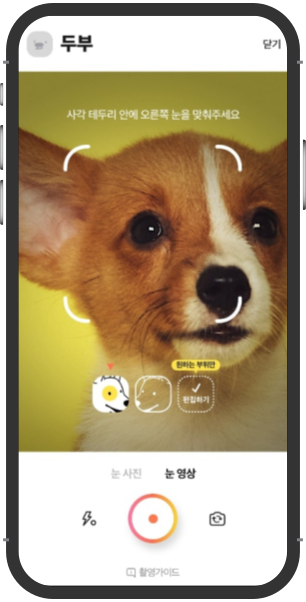 두부
닫기
사각 테두리 안에 오른쪽 눈을 맞춰주세요
원하는 부위만
편집하기
눈 사진
눈 영상
촬영가이드